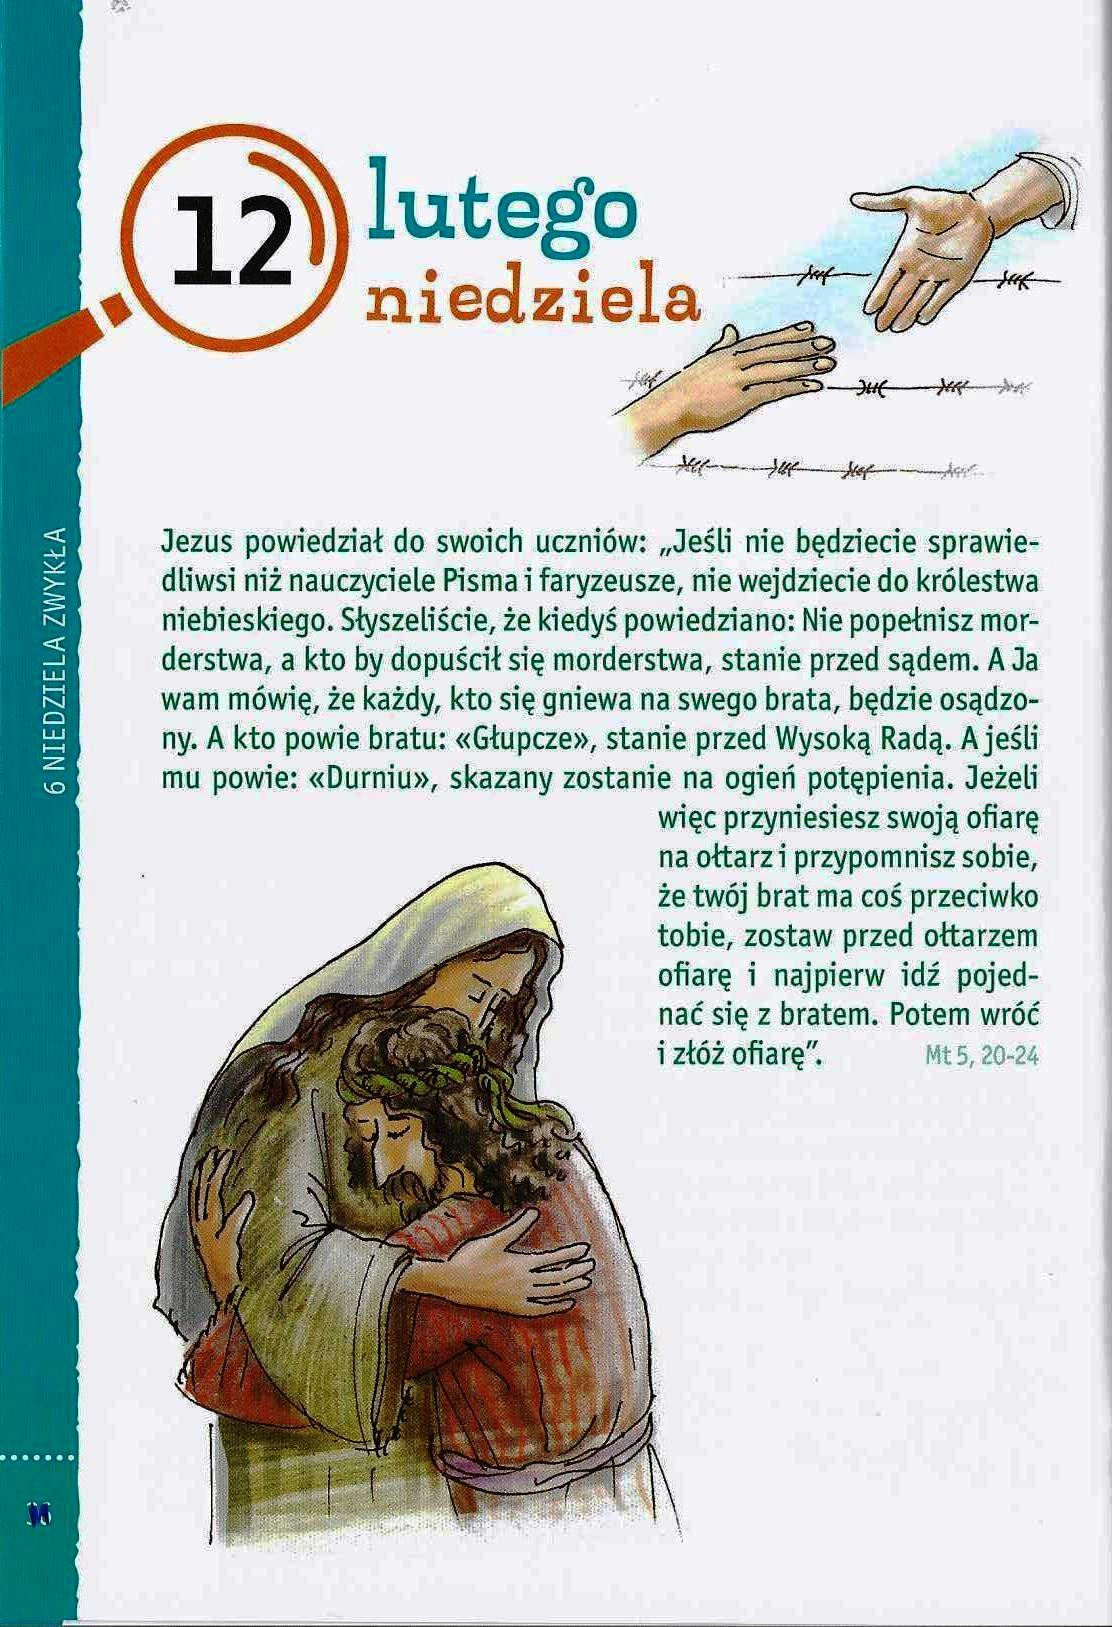 12
lutego
niedziela
6 NIEDZIELA ZWYKŁA
Jezus powiedział do swoich uczniów: „Jeśli nie będziecie sprawie-
dliwsi niż nauczyciele Pisma i faryzeusze, nie wejdziecie do królestwa
niebieskiego. Słyszeliście, że kiedyś powiedziano: Nie popełnisz mor-
derstwa, a kto by dopuścił się morderstwa, stanie przed sądem. A Ja
wam mówię, że każdy, kto się gniewa na swego brata, będzie osądzo-
ny. A kto powie bratu: «Głupcze», stanie przed Wysoką Radą. A jeśli
mu powie: «Durniu», skazany zostanie na ogień potępienia. Jeżeli
więc przyniesiesz swoją ofiarę
na ołtarz i przypomnisz sobie,
że twój brat ma coś przeciwko
tobie, zostaw przed ołtarzem
ofiarę i najpierw idź pojed-
nać się z bratem. Potem wróć
i złóż ofiarę”.
Mt 5, 20-24